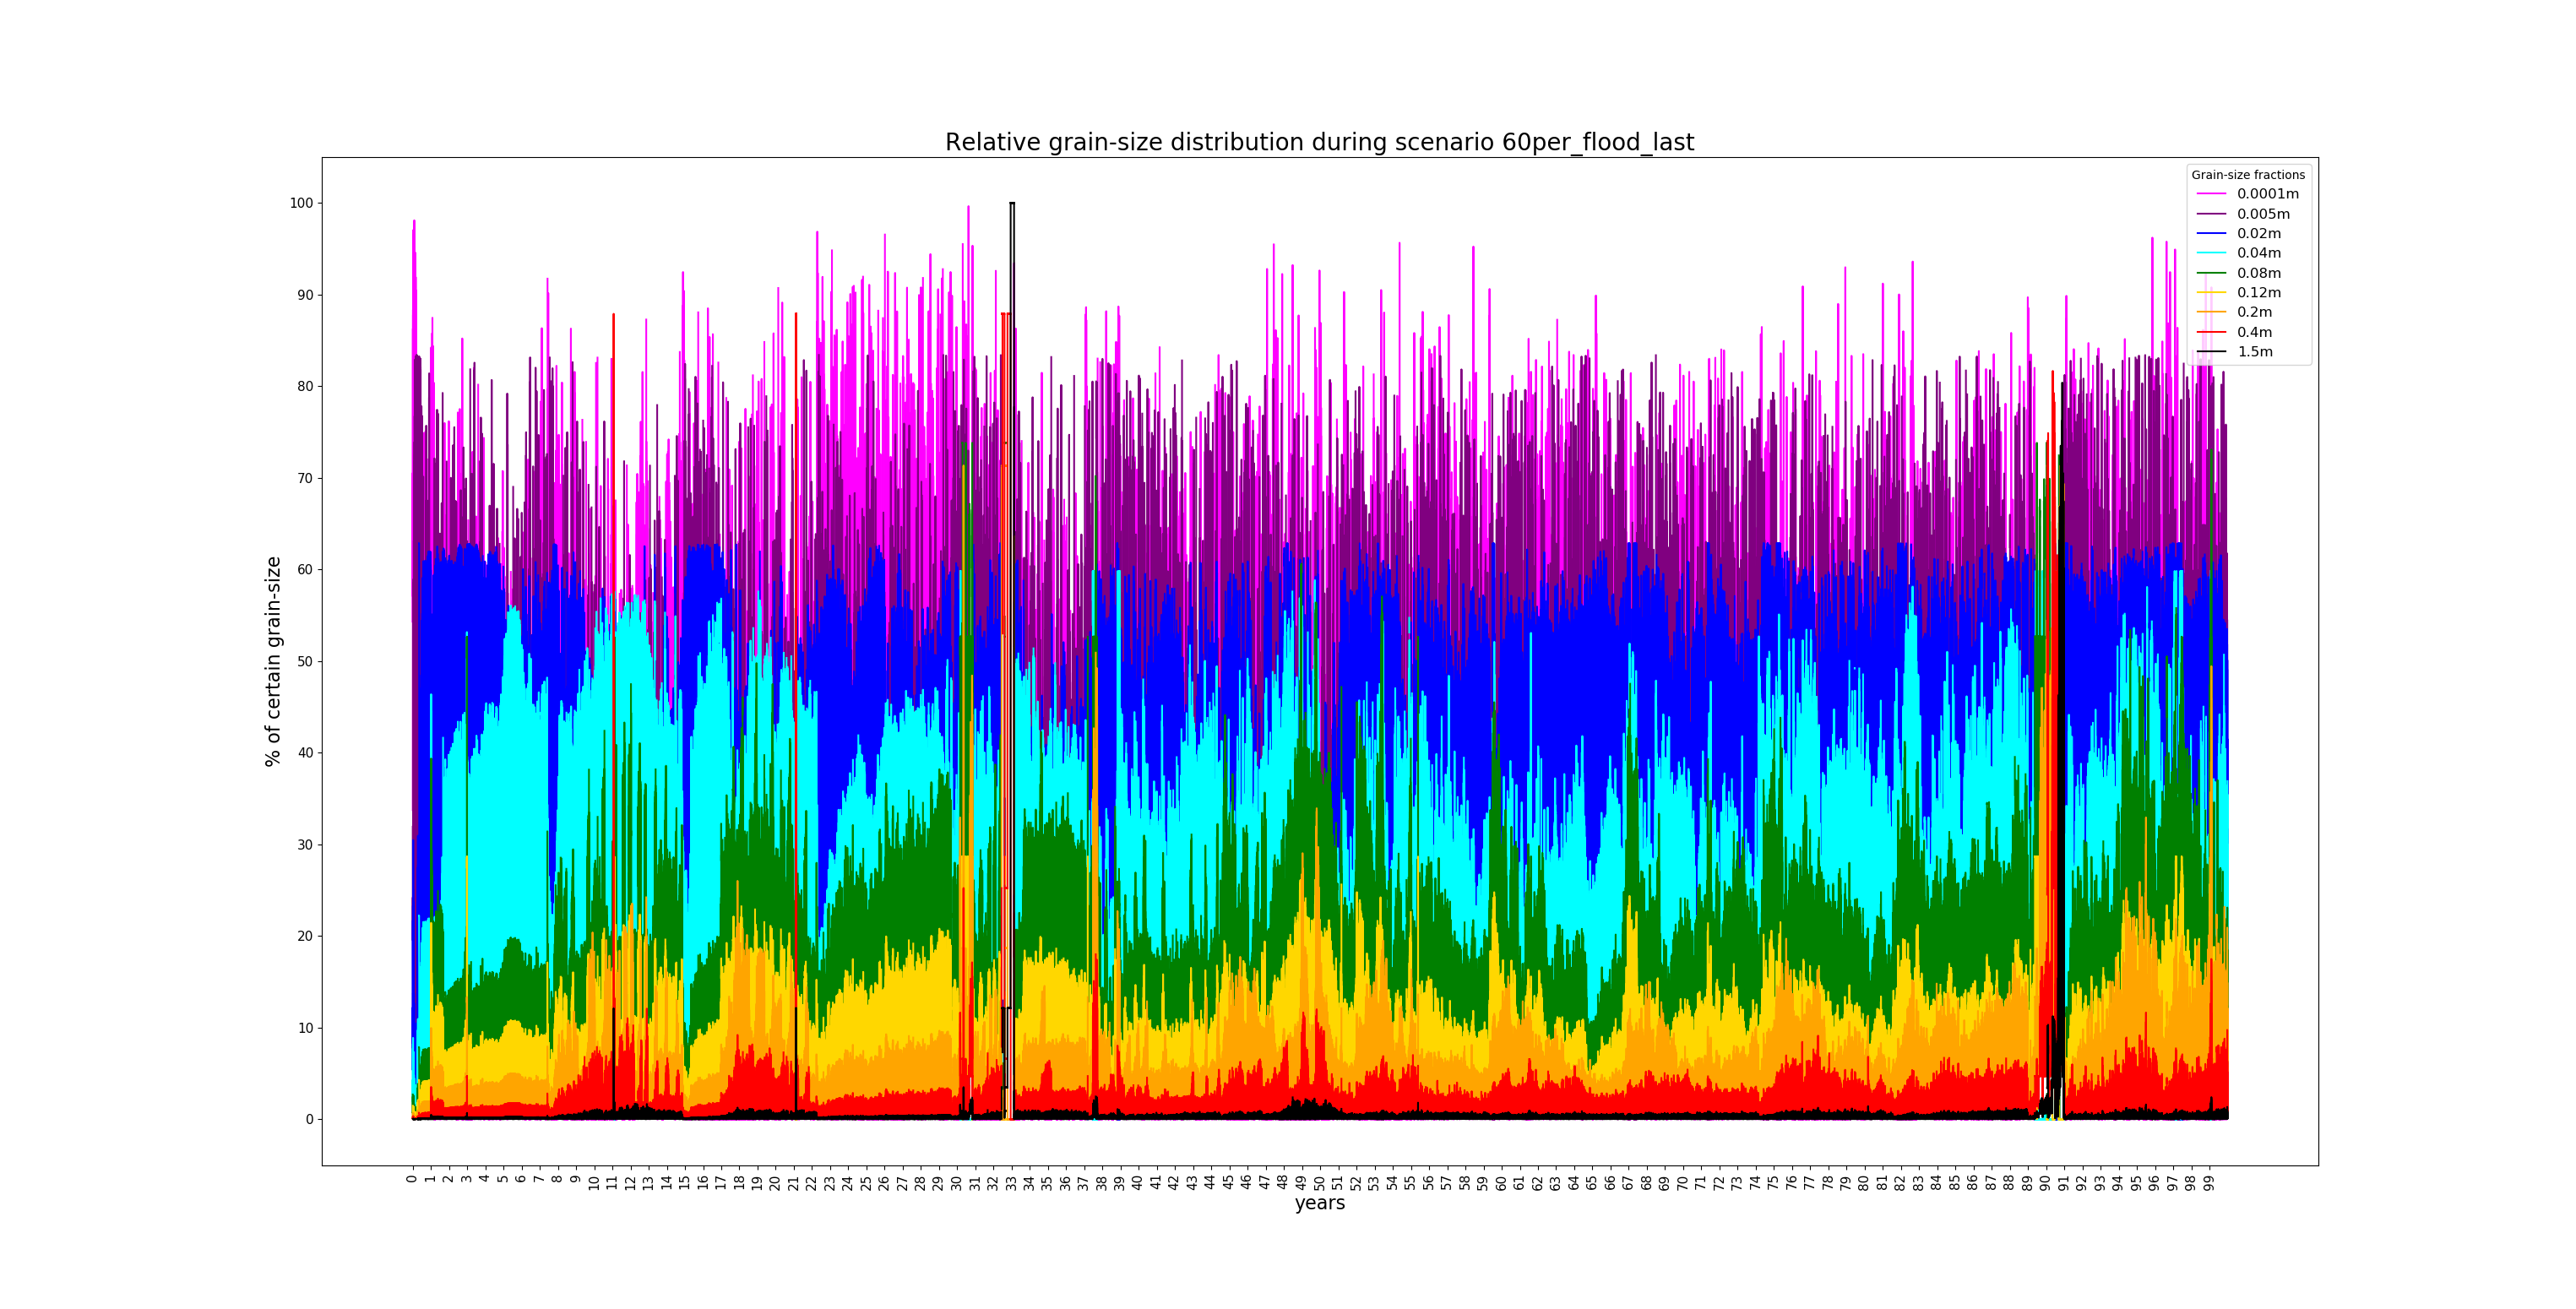 Relative grain-size distribution during scenario 60per_flood_last
Grain-size fractions
0.0001m
0.005m
0.02m
0.04m
0.08m
0.12m
0.2m
0.4m
1.5m
% of certain grain-size
100
90
80
70
60
50
40
30
20
10
0
0 1 2 3 4 5 6 7 8 9 10 11 12 13 14 15 16 17 18 19 20 21 22 23 24 25 26 27 28 29 30 31 32 33 34 35 36 37 38 39 40 41 42 43 44 45 46 47 48 49 50 51 52 53 54 55 56 57 58 59 60 61 62 63 64 65 66 67 68 69 70 71 72 73 74 75 76 77 78 79 80 81 82 83 84 85 86 87 88 89 90 91 92 93 94 95 96 97 98 99
years